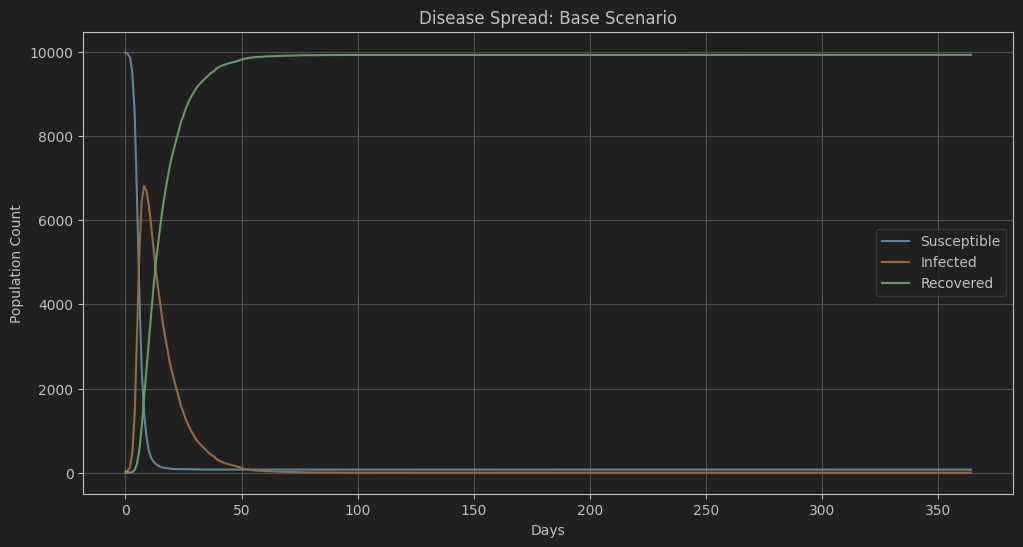 Disease Spread: Base Scenario
10000
8000
6000
4000
2000
0
Population Count
Susceptible
Infected
Recovered
0 50 100 150 200 250 300 350
Days